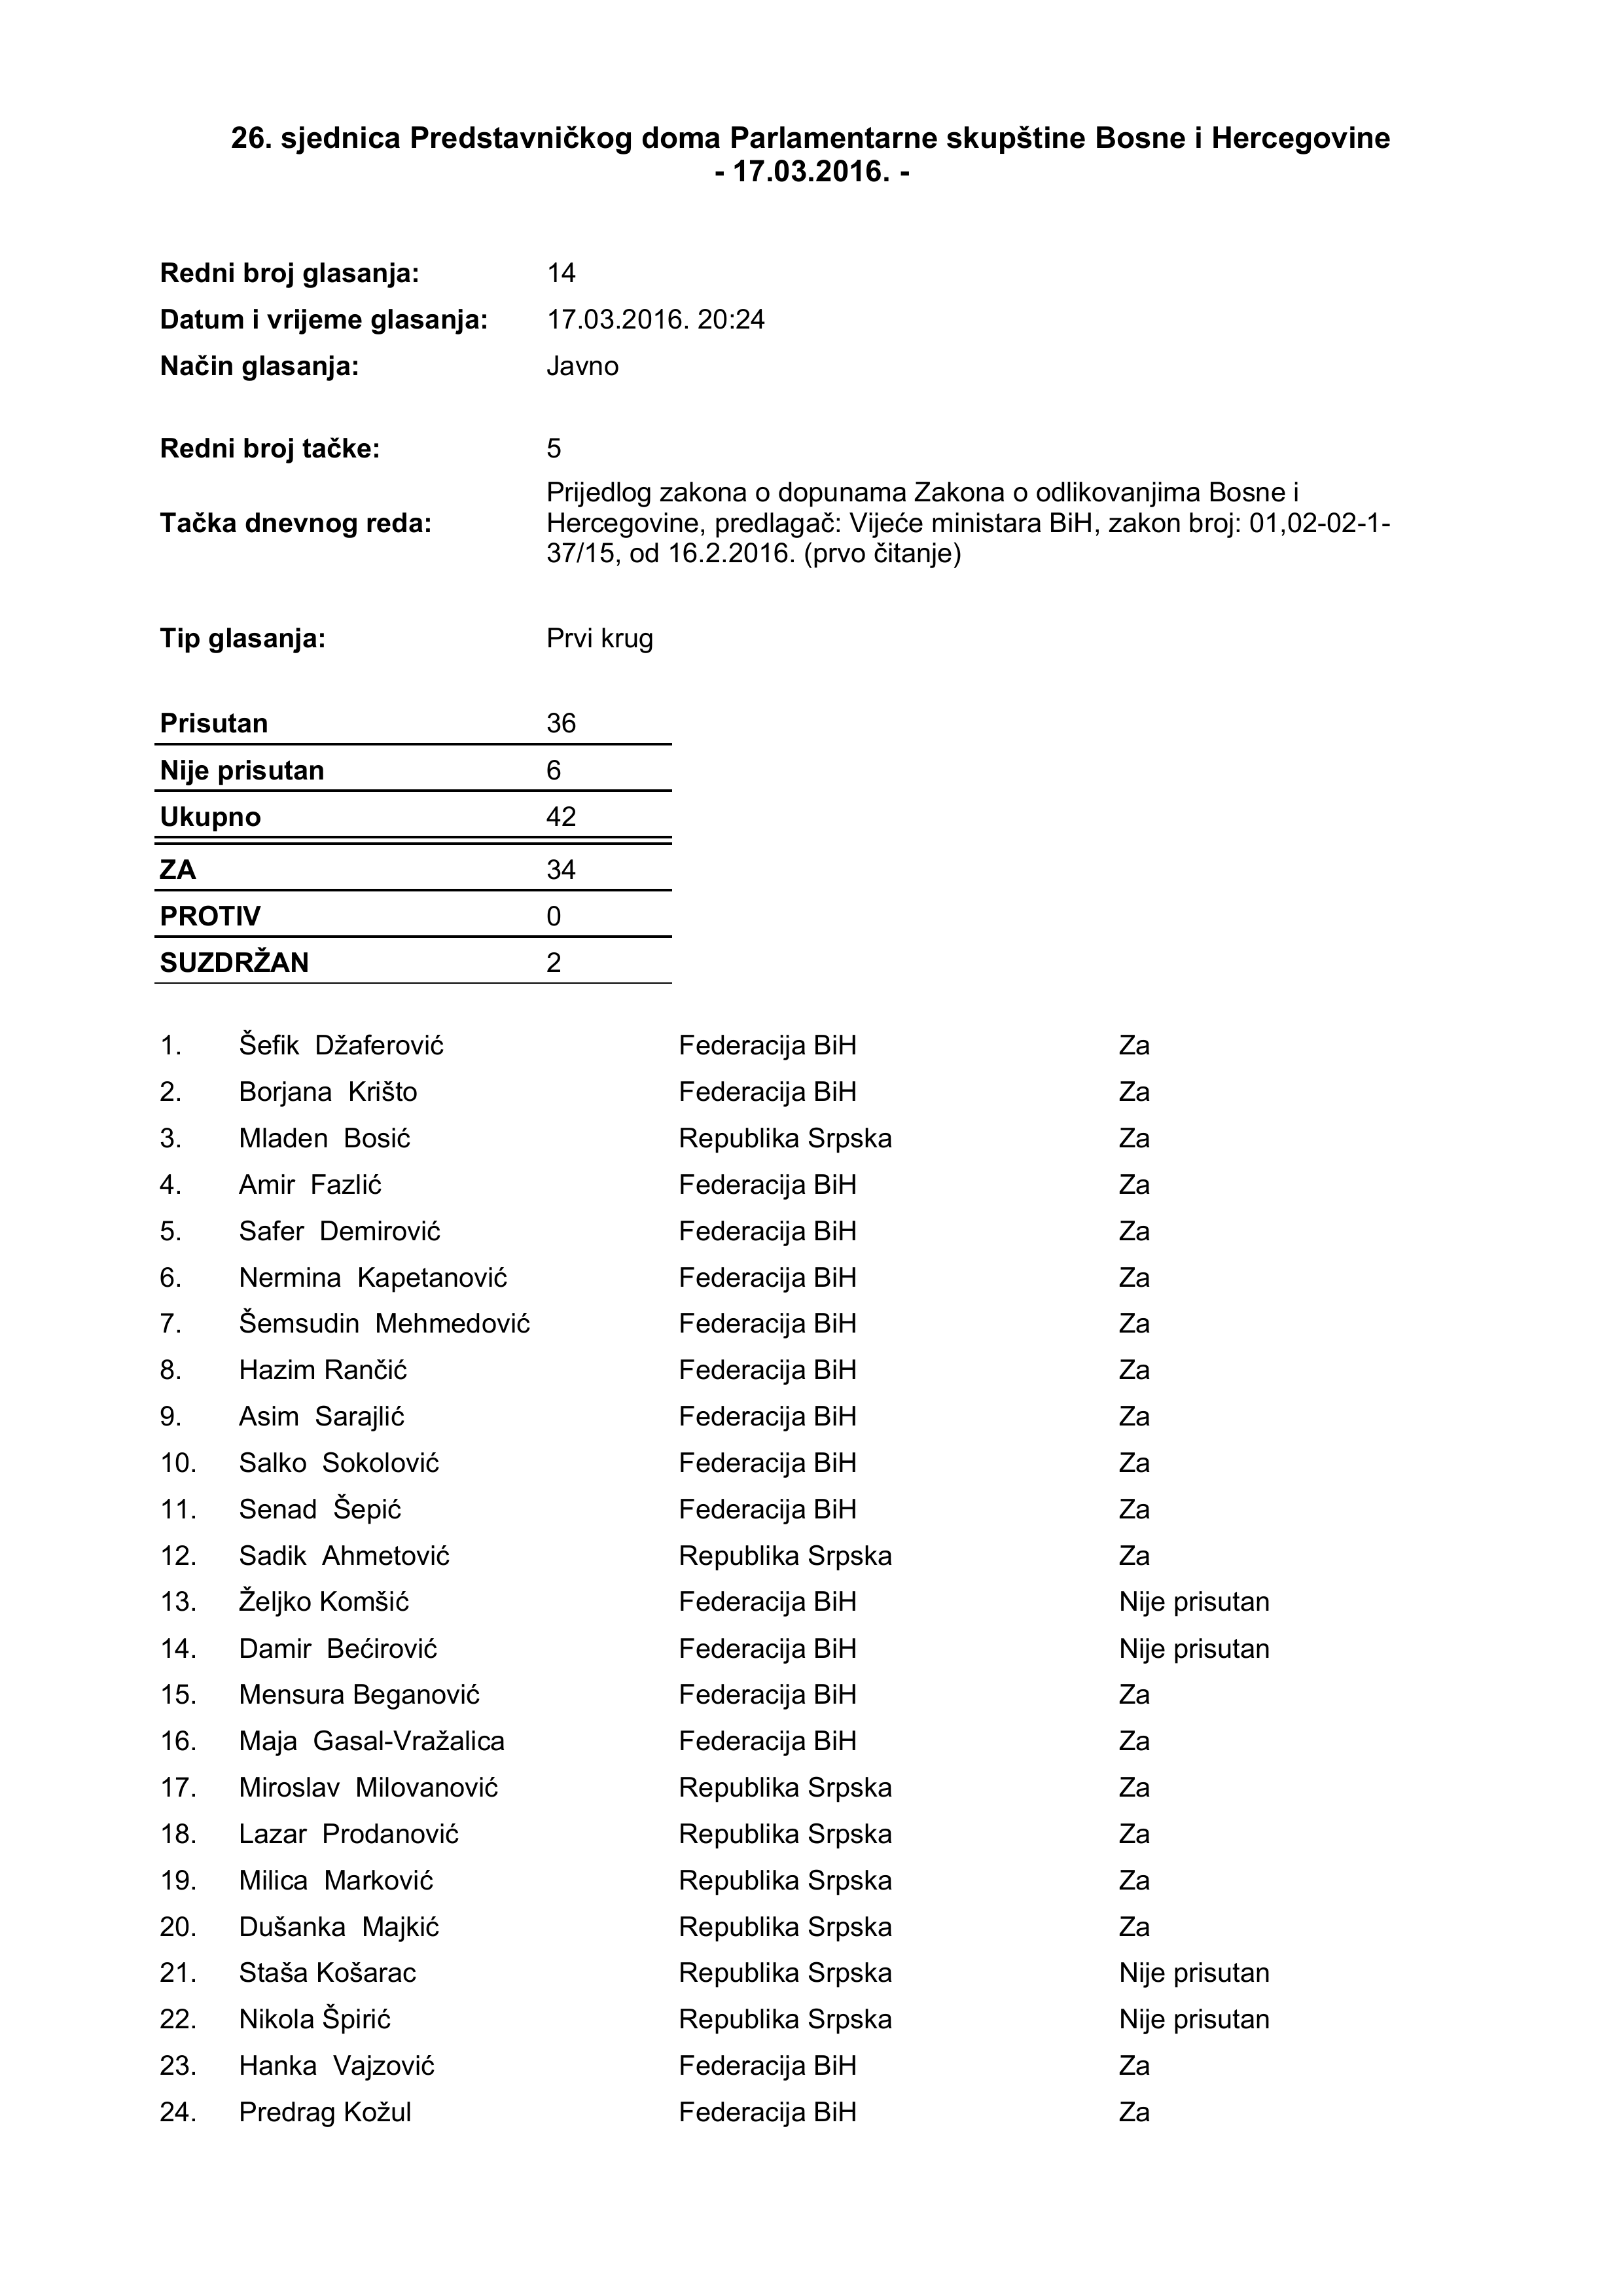 26. sjednica Predstavničkog doma Parlamentarne skupštine Bosne i Hercegovine
- 17.03.2016. -
Redni broj glasanja: 14
Datum i vrijeme glasanja: 17.03.2016. 20:24
Način glasanja: Javno
Redni broj tačke: 5
Prijedlog zakona o dopunama Zakona o odlikovanjima Bosne i
Tačka dnevnog reda: Hercegovine, predlagač: Vijeće ministara BiH, zakon broj: 01,02-02-1-
37/15, od 16.2.2016. (prvo čitanje)
Tip glasanja: Prvi krug
Prisutan 36
Nije prisutan 6
Ukupno 42
ZA 34
PROTIV 0
SUZDRŽAN 2
1. Šefik Džaferović Federacija BiH Za
2. Borjana Krišto Federacija BiH Za
3. Mladen Bosić Republika Srpska Za
4. Amir Fazlić Federacija BiH Za
5. Safer Demirović Federacija BiH Za
6. Nermina Kapetanović Federacija BiH Za
7. Šemsudin Mehmedović Federacija BiH Za
8. Hazim Rančić Federacija BiH Za
9. Asim Sarajlić Federacija BiH Za
10. Salko Sokolović Federacija BiH Za
11. Senad Šepić Federacija BiH Za
12. Sadik Ahmetović Republika Srpska Za
13. Željko Komšić Federacija BiH Nije prisutan
14. Damir Bećirović Federacija BiH Nije prisutan
15. Mensura Beganović Federacija BiH Za
16. Maja Gasal-Vražalica Federacija BiH Za
17. Miroslav Milovanović Republika Srpska Za
18. Lazar Prodanović Republika Srpska Za
19. Milica Marković Republika Srpska Za
20. Dušanka Majkić Republika Srpska Za
21. Staša Košarac Republika Srpska Nije prisutan
22. Nikola Špirić Republika Srpska Nije prisutan
23. Hanka Vajzović Federacija BiH Za
24. Predrag Kožul Federacija BiH Za